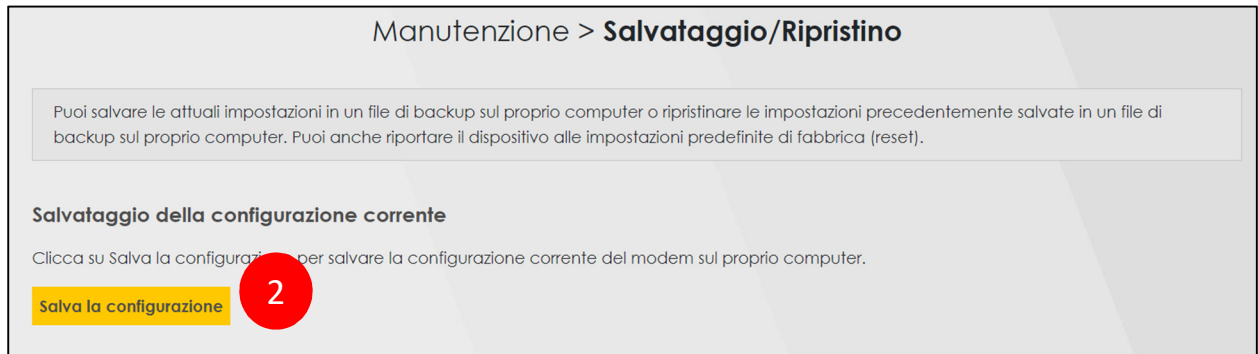 Manutenzione > Salvataggio/Ripristino
Puoi salvare le attuali impostazioni in un file di backup sul proprio computer o ripristinare le impostazioni precedentemente salvate in un file di
backup sul proprio computer. Puoi anche riportare il dispositivo alle impostazioni predefinite di fabbrica (reset).
Salvataggio della configurazione corrente
Clicca su Salva la configurazione per salvare la configurazione corrente del modem sul proprio computer.
Salva la configurazione
2